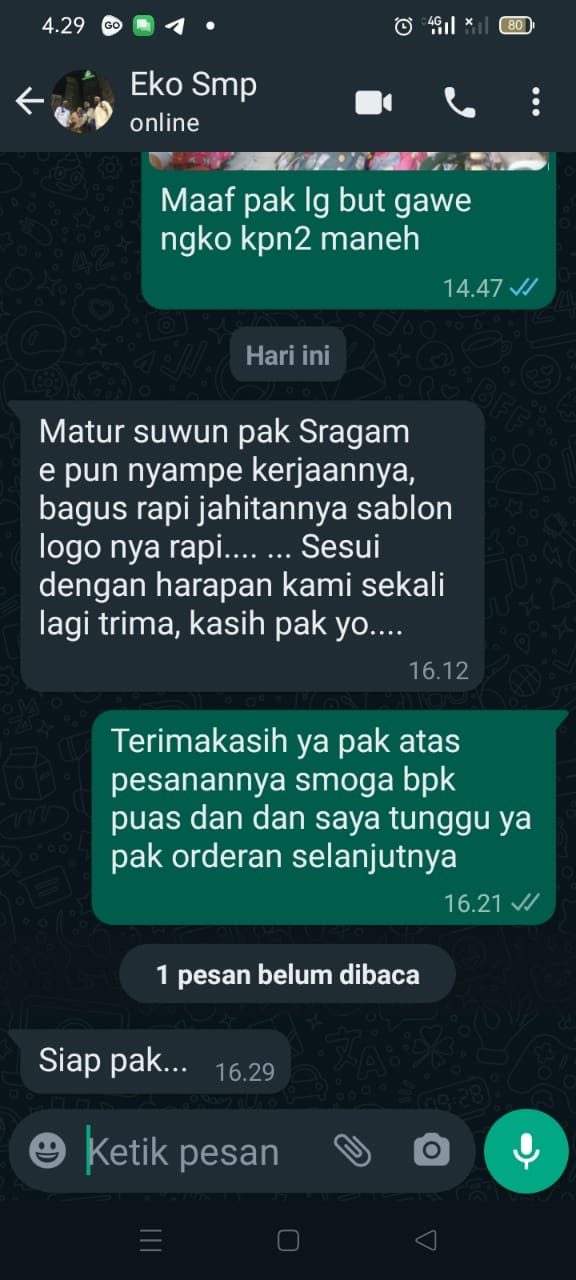 4.29
4G
80
Eko Smp
online
Maaf pak lg but gawe
ngko kpn2 maneh
14.47
Hari ini
Matur suwun pak Sragam
e pun nyampe kerjaannya,
bagus rapi jahitannya sablon
logo nya rapi.... ... Sesui
dengan harapan kami sekali
lagi trima, kasih pak yo....
16.12
Terimakasih ya pak atas
pesanannya smoga bpk
puas dan dan saya tunggu ya
pak orderan selanjutnya
16.21
1 pesan belum dibaca
Siap pak...
16.29
Ketik pesan